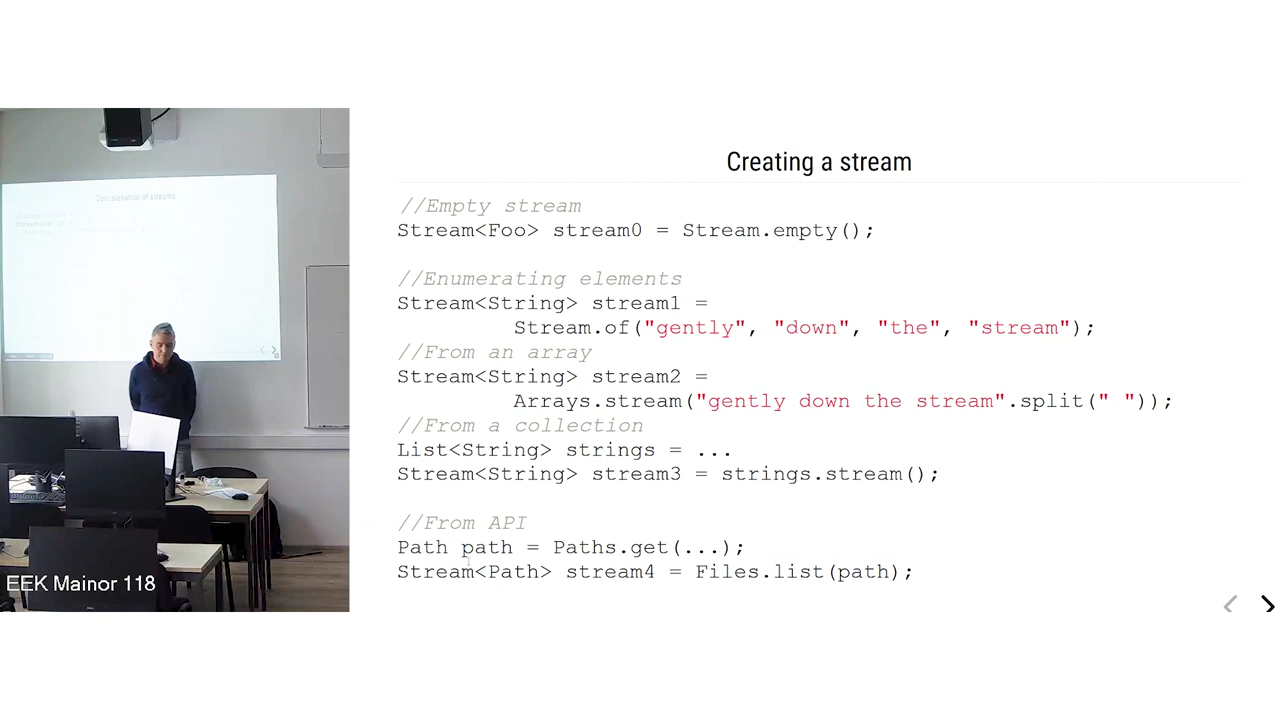 Concatenation of streams
EEK Mainor 118
Creating a stream
//Empty stream
Stream<Foo> stream0 = Stream.empty();
//Enumerating elements
Stream<String> stream1 =
Stream.of("gently", "down", "the", "stream");
//From an array
Stream<String> stream2 =
Arrays.stream("gently down the stream".split(" "));
//From a collection
List<String> strings = ...
Stream<String> stream3 = strings.stream();
//From API
Path path = Paths.get(...);
Stream<Path> stream4 = Files.list(path);